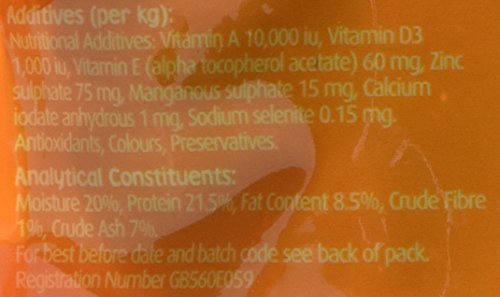 Additives (per kg):
Nutritional Additives: Vitamin A 10,000 iu, Vitamin D3
1,000 iu, Vitamin E (alpha tocopherol acetate) 60 mg, Zinc
sulphate 75 mg, Manganous sulphate 15 mg, Calcium
iodate anhydrous 1 mg, Sodium selenite 0.15 mg.
Antioxidants, Colours, Preservatives.
Analytical Constituents:
Moisture 20%, Protein 21.5%, Fat Content 8.5%, Crude Fibre
1%, Crude Ash 7%.
For best before date and batch code see back of pack.
Registration Number GB560E059